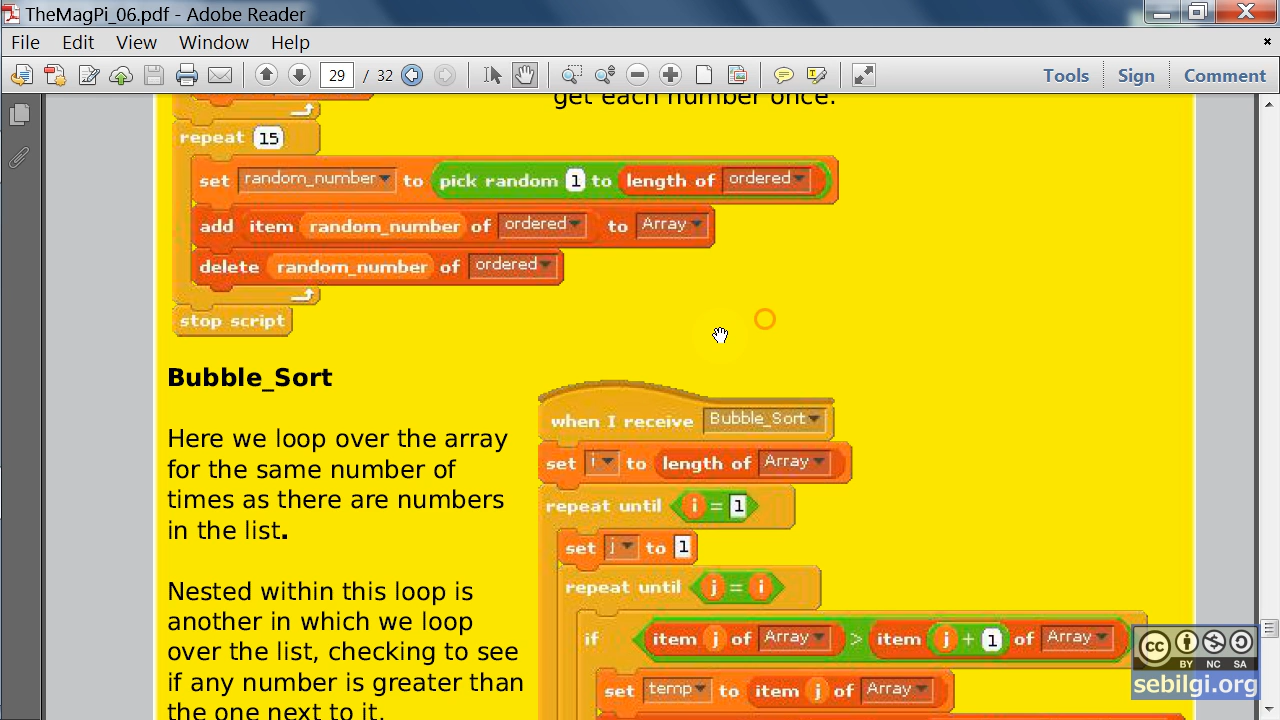 TheMagPi_06.pdf - Adobe Reader
File Edit View Window Help
29 / 32 Tools Sign Comment
get each number once.
repeat 15
set random_number to pick random 1 to length of ordered
add item random_number of ordered to Array
delete random_number of ordered
stop script
Bubble_Sort
Here we loop over the array
for the same number of
times as there are numbers
in the list.
Nested within this loop is
another in which we loop
over the list, checking to see
if any number is greater than
the one next to it.
when I receive Bubble_Sort
set i to length of Array
repeat until i = 1
set j to 1
repeat until j = i
if item j of Array > item j + 1 of Array
set temp to item j of Array
cc BY NC SA
sebilgi.org